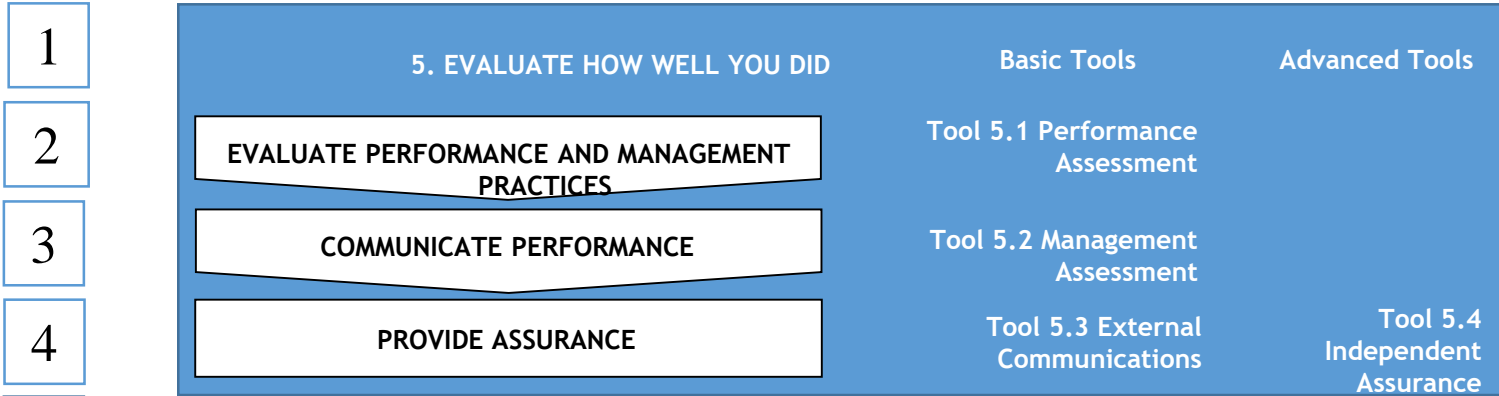 1
2
3
4
5. EVALUATE HOW WELL YOU DID
Basic Tools
Advanced Tools
EVALUATE PERFORMANCE AND MANAGEMENT
PRACTICES
Tool 5.1 Performance
Assessment
COMMUNICATE PERFORMANCE
Tool 5.2 Management
Assessment
PROVIDE ASSURANCE
Tool 5.3 External
Communications
Tool 5.4
Independent
Assurance